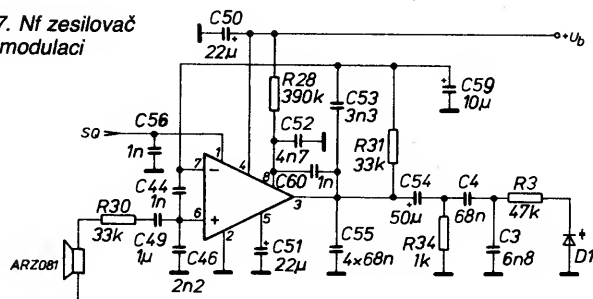 7. Nf zesilovač
modulaci
C50
22µ
+Ub
R28
390k
C53
3n3
C59
10µ
C56
1n
SQ
C52
4n7
R31
33k
1
4
7
8
C60
1n
C54
50µ
C4
68n
R3
47k
C44
1n
3
R30
33k
6
C49
1µ
5
2
C46
2n2
C51
22µ
C55
4×68n
R34
1k
C3
6n8
D1
ARZ081
−
+